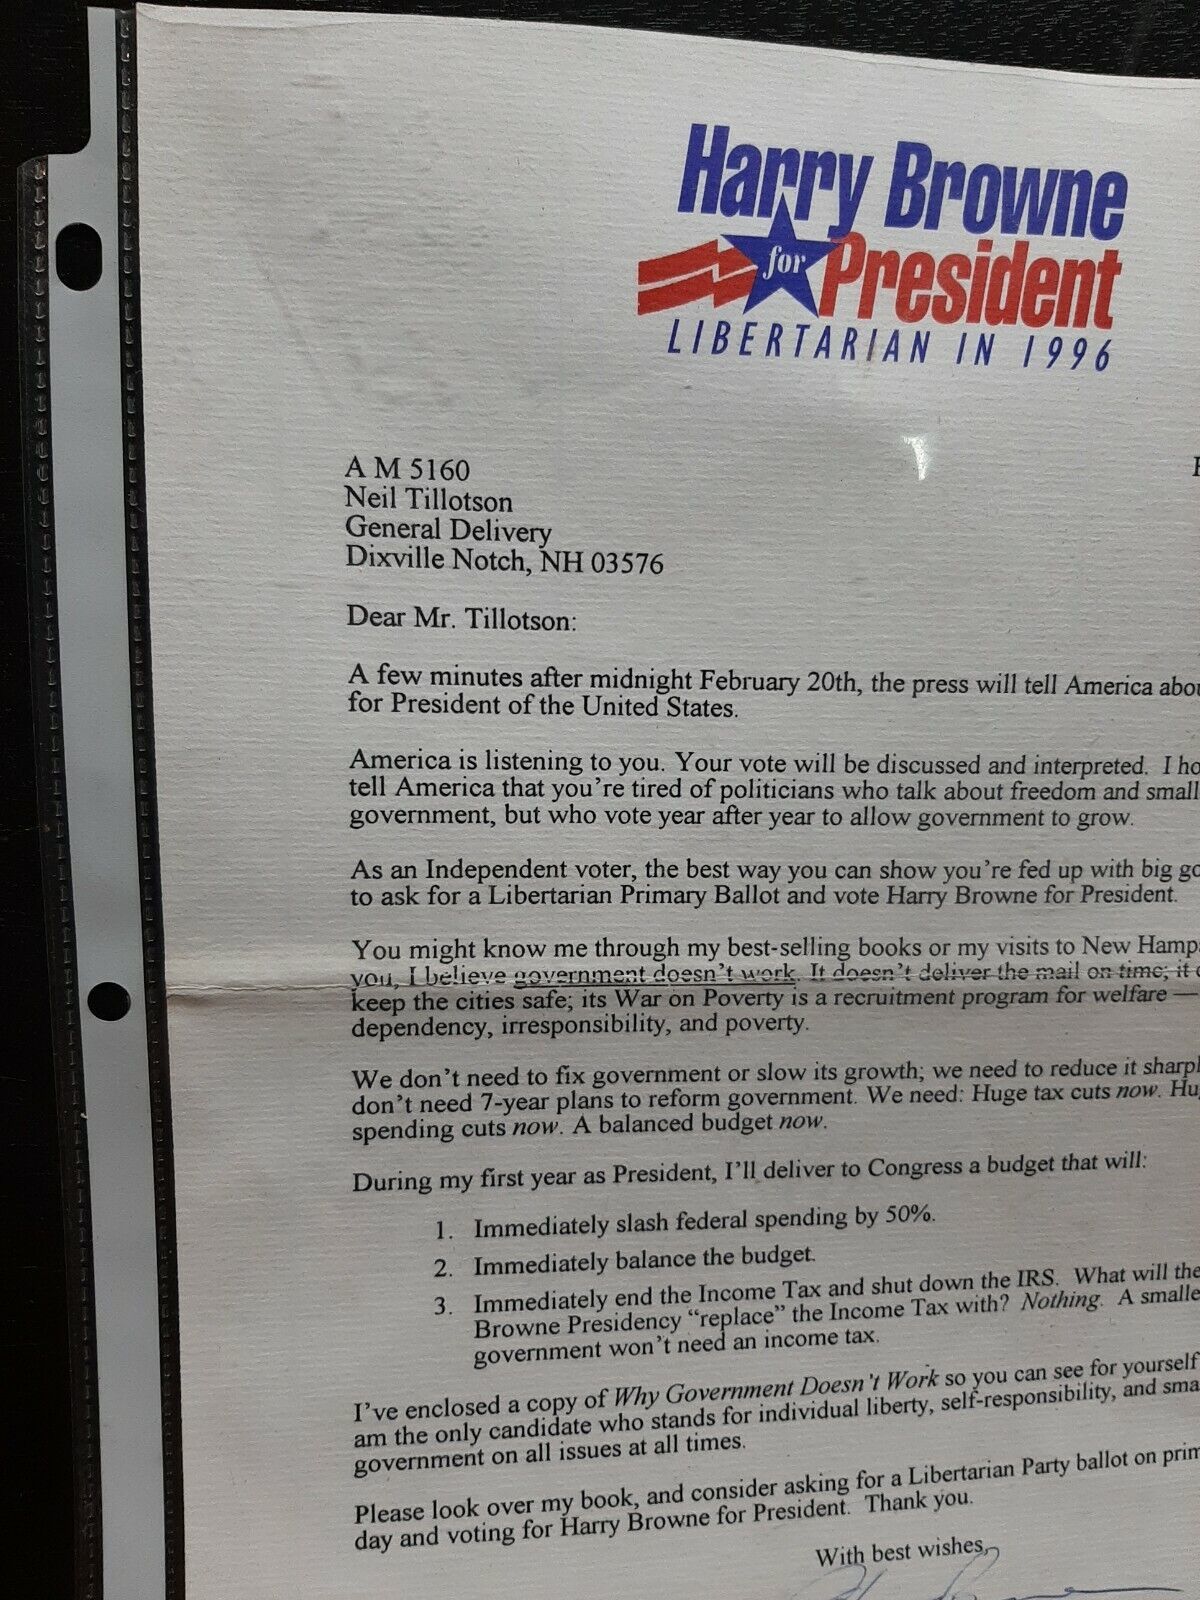 Harry Browne
for President
LIBERTARIAN IN 1996
A M 5160
Neil Tillotson
General Delivery
Dixville Notch, NH 03576
Dear Mr. Tillotson:
A few minutes after midnight February 20th, the press will tell America
for President of the United States.
America is listening to you. Your vote will be discussed and interpreted. I
tell America that you're tired of politicians who talk about freedom and small
government, but who vote year after year to allow government to grow.
As an Independent voter, the best way you can show you're fed up with big
to ask for a Libertarian Primary Ballot and vote Harry Browne for President.
You might know me through my best-selling books or my visits to New
you, I believe government doesn't work. It doesn't deliver the mail on time; it
keep the cities safe; its War on Poverty is a recruitment program for welfare —
dependency, irresponsibility, and poverty.
We don't need to fix government or slow its growth; we need to reduce it
don't need 7-year plans to reform government. We need: Huge tax cuts now.
spending cuts now. A balanced budget now.
During my first year as President, I'll deliver to Congress a budget that will:
1. Immediately slash federal spending by 50%.
2. Immediately balance the budget.
3. Immediately end the Income Tax and shut down the IRS. What will the
Browne Presidency "replace" the Income Tax with? Nothing. A smalle
government won't need an income tax.
I've enclosed a copy of Why Government Doesn't Work so you can see for yourself
am the only candidate who stands for individual liberty, self-responsibility, and
government on all issues at all times.
Please look over my book, and consider asking for a Libertarian Party ballot on
day and voting for Harry Browne for President. Thank you.
With best wishes,